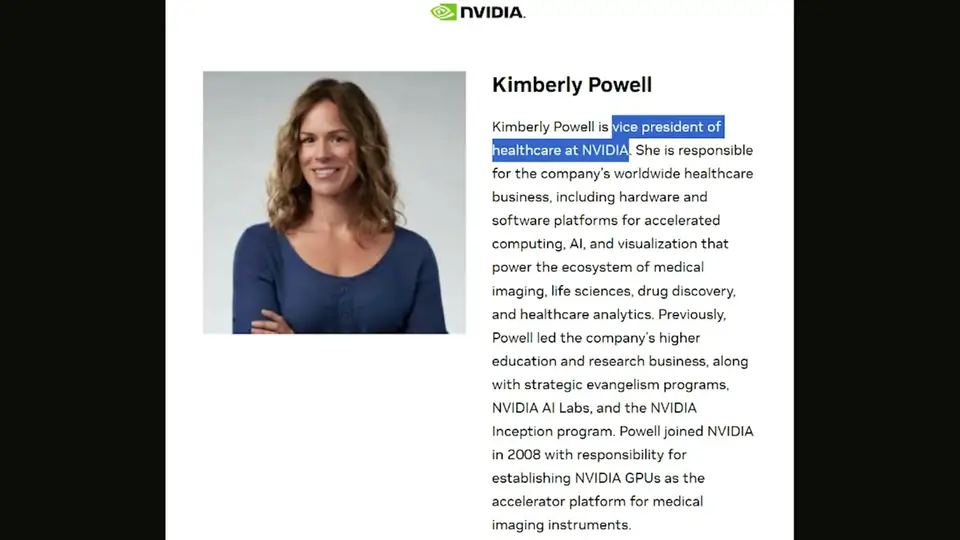 NVIDIA.
Kimberly Powell
Kimberly Powell is vice president of
healthcare at NVIDIA. She is responsible
for the company's worldwide healthcare
business, including hardware and
software platforms for accelerated
computing, AI, and visualization that
power the ecosystem of medical
imaging, life sciences, drug discovery,
and healthcare analytics. Previously,
Powell led the company's higher
education and research business, along
with strategic evangelism programs,
NVIDIA AI Labs, and the NVIDIA
Inception program. Powell joined NVIDIA
in 2008 with responsibility for
establishing NVIDIA GPUs as the
accelerator platform for medical
imaging instruments.